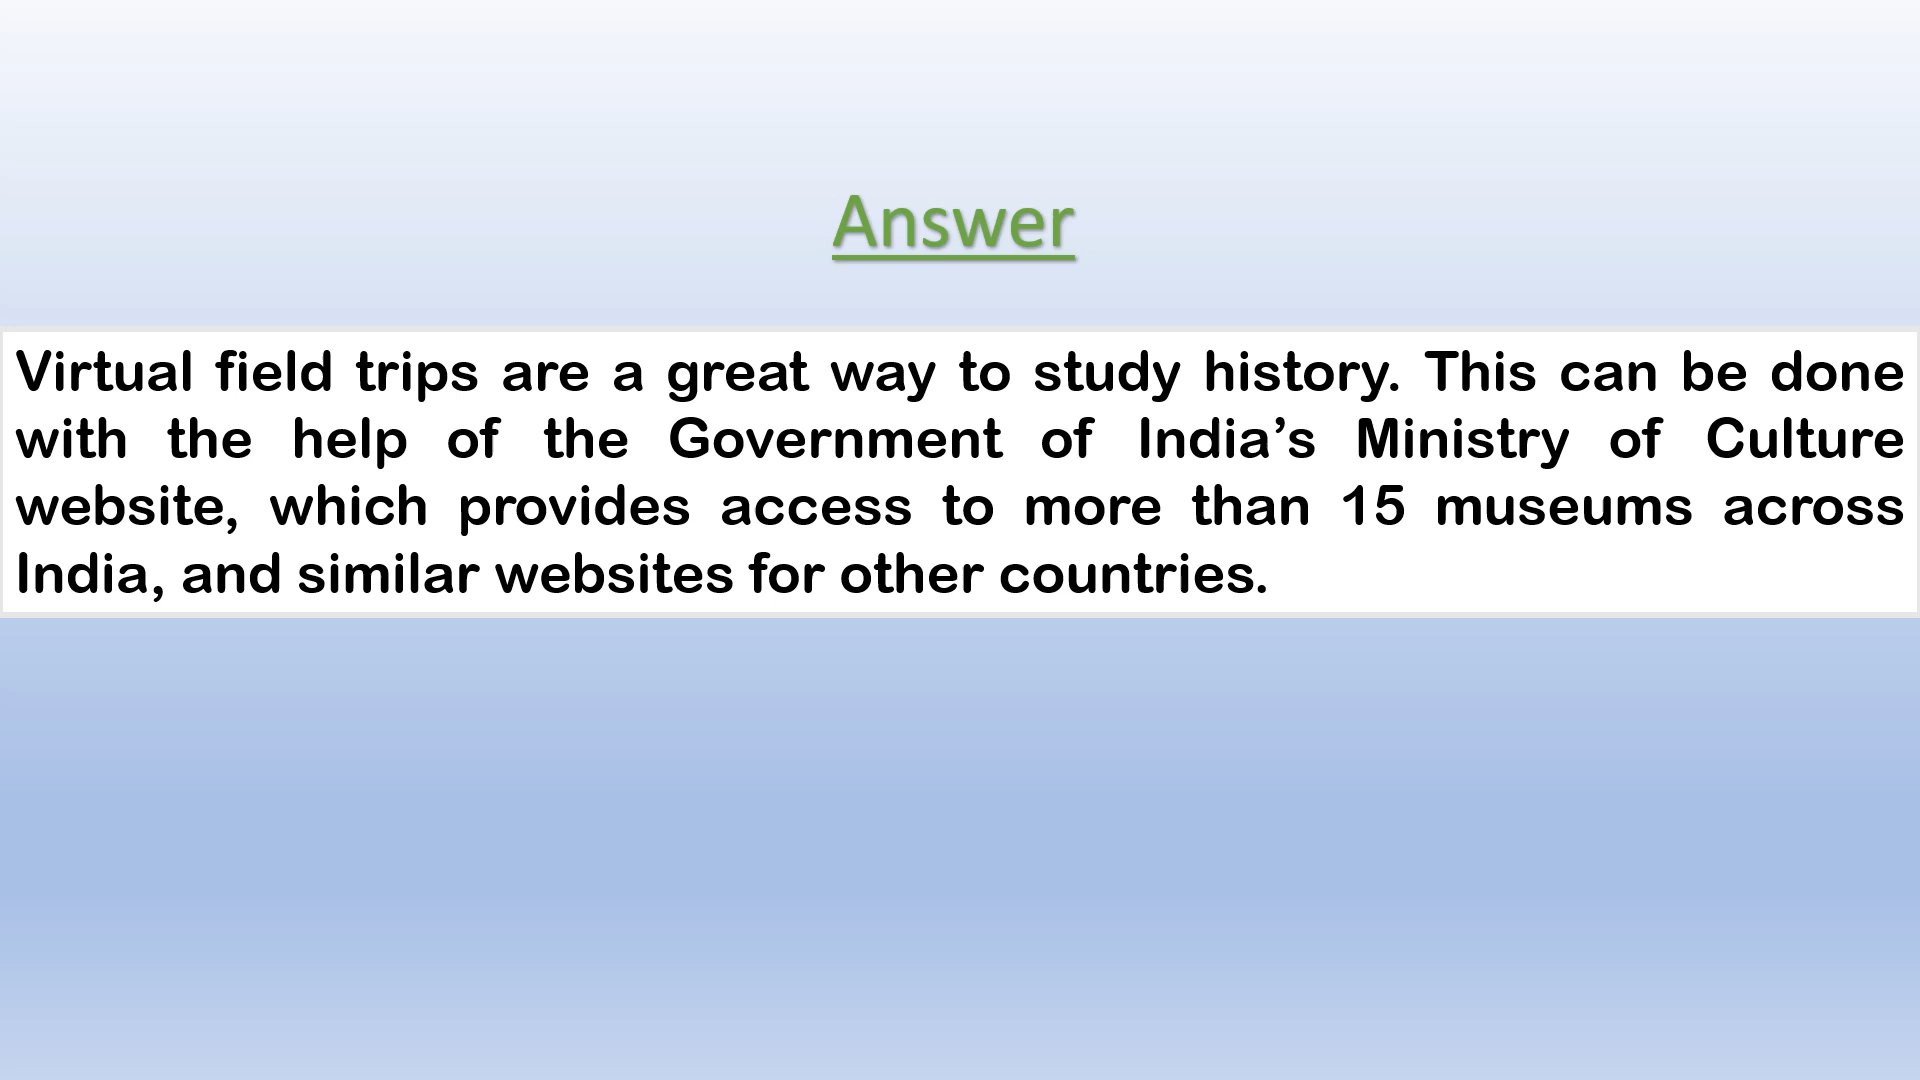 Answer
Virtual field trips are a great way to study history. This can be done
with the help of the Government of India’s Ministry of Culture
website, which provides access to more than 15 museums across
India, and similar websites for other countries.